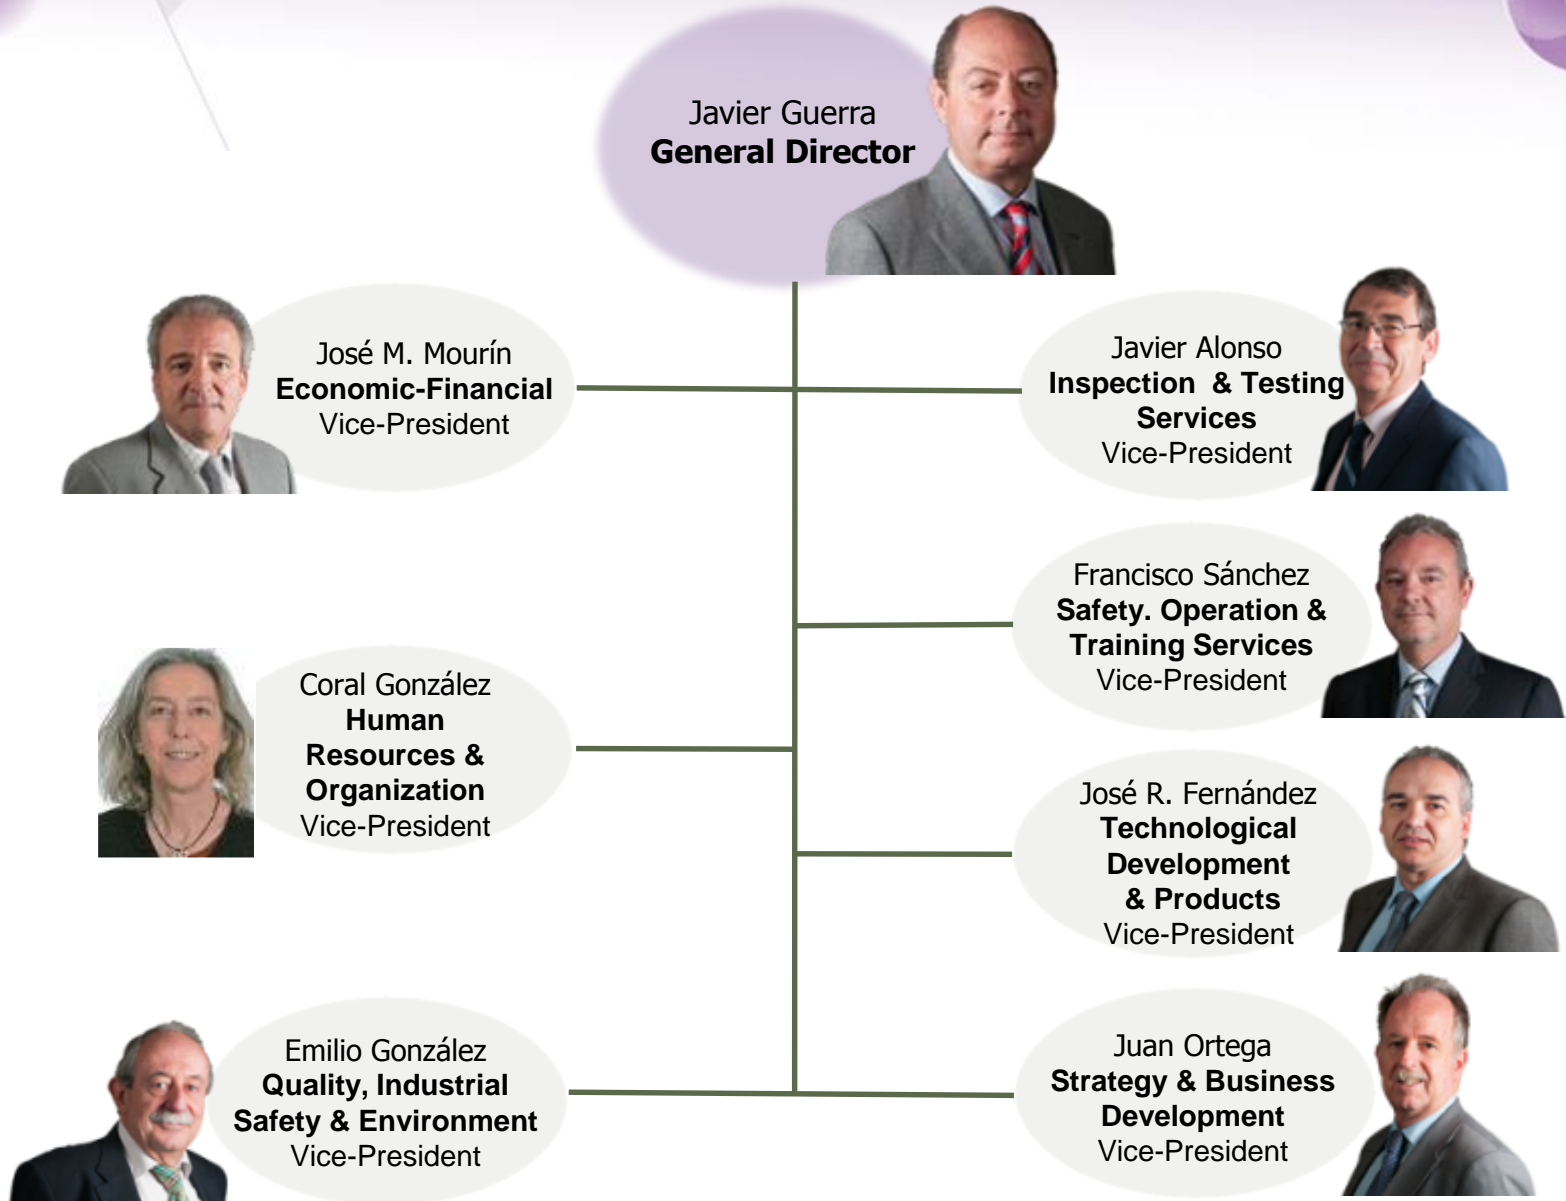 Javier Guerra
General Director
José M. Mourín
Economic-Financial
Vice-President
Javier Alonso
Inspection & Testing
Services
Vice-President
Francisco Sánchez
Safety. Operation &
Training Services
Vice-President
Coral González
Human
Resources &
Organization
Vice-President
José R. Fernández
Technological
Development
& Products
Vice-President
Emilio González
Quality, Industrial
Safety & Environment
Vice-President
Juan Ortega
Strategy & Business
Development
Vice-President